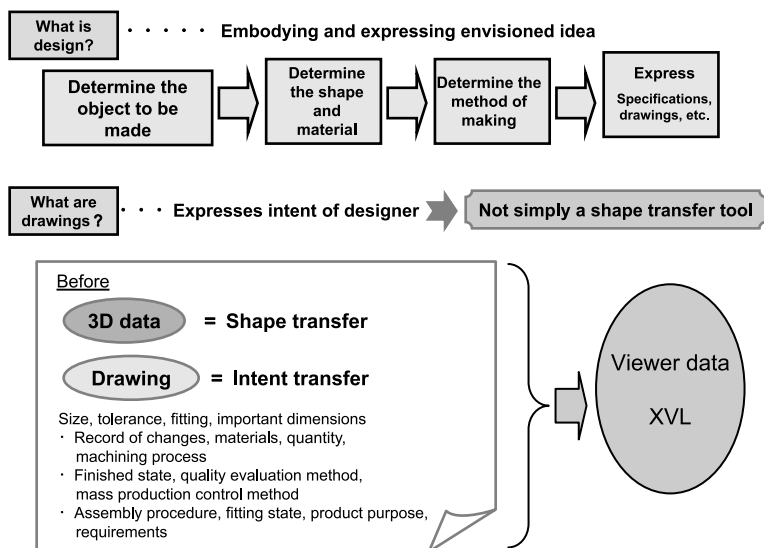 What is
design?
· · · · · Embodying and expressing envisioned idea
Determine the
object to be
made
Determine
the shape
and
material
Determine the
method of
making
Express
Specifications,
drawings, etc.
What are
drawings ?
· · · Expresses intent of designer
Not simply a shape transfer tool
Before
3D data = Shape transfer
Drawing = Intent transfer
Size, tolerance, fitting, important dimensions
· Record of changes, materials, quantity,
machining process
· Finished state, quality evaluation method,
mass production control method
· Assembly procedure, fitting state, product purpose,
requirements
Viewer data
XVL